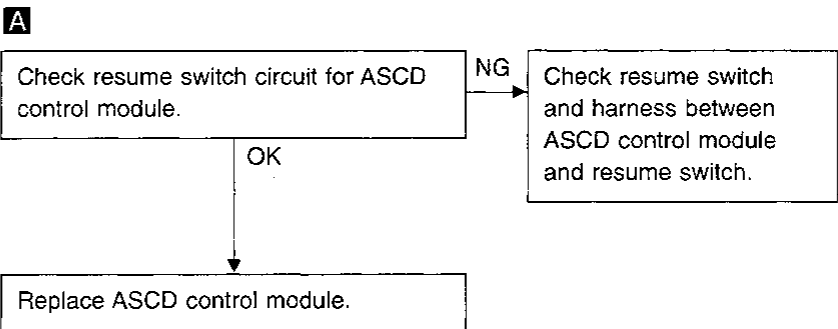 A
Check resume switch circuit for ASCD
control module.
NG
Check resume switch
and harness between
ASCD control module
and resume switch.
OK
Replace ASCD control module.